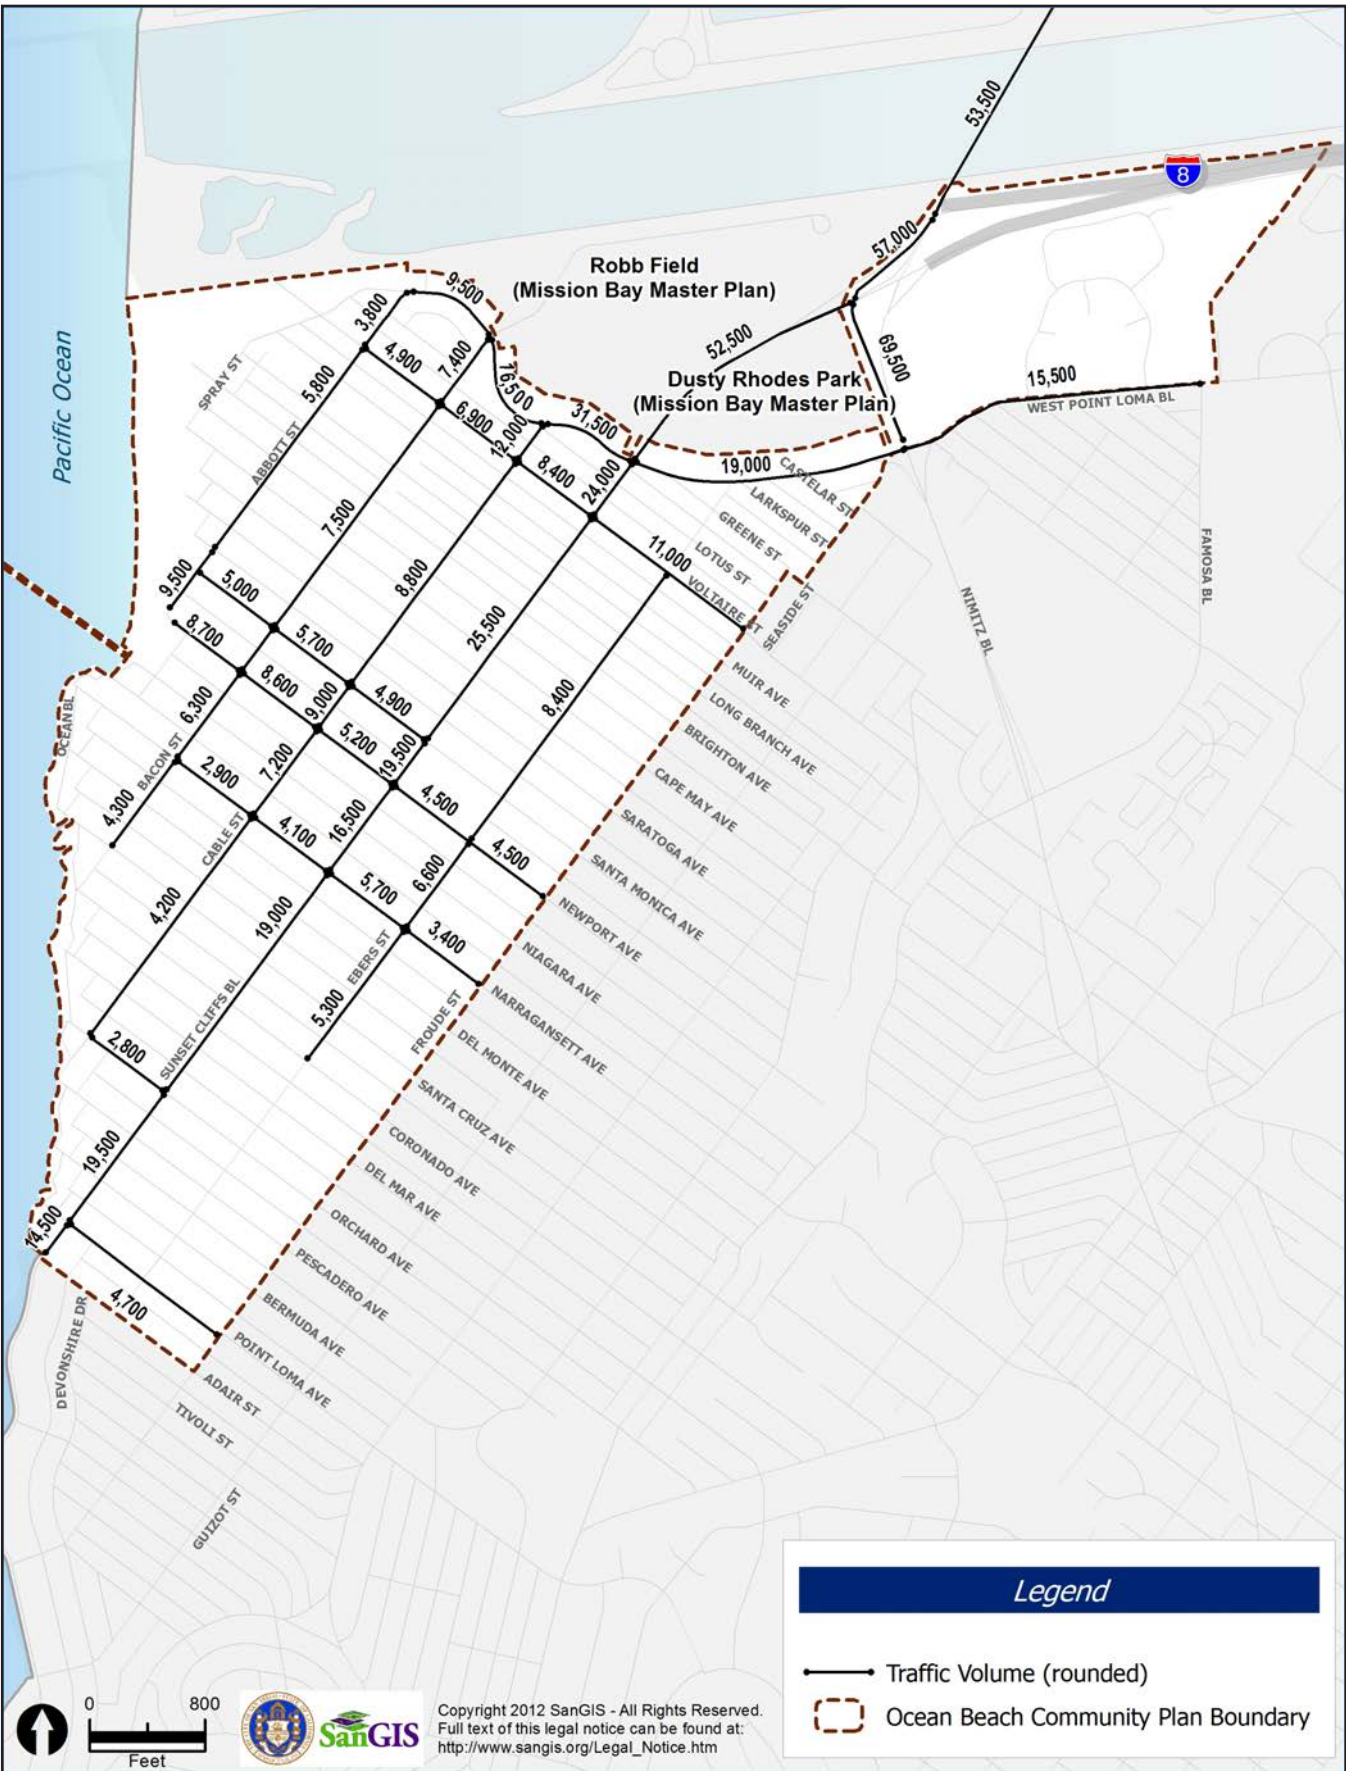 53,500
8
57,000
Robb Field
(Mission Bay Master Plan)
9,500
3,800
52,500
69,500
4,900
7,400
Pacific Ocean
SPRAY ST
5,800
16,500
Dusty Rhodes Park
(Mission Bay Master Plan)
15,500
WEST POINT LOMA BL
6,900
12,000
31,500
ABBOTT ST
8,400
24,000
19,000
CASTELAR ST
LARKSPUR ST
GREENE ST
LOTUS ST
VOLTAIRE ST
SEASIDE ST
7,500
11,000
FAMOSA BL
NIMITZ BL
9,500
5,000
8,800
25,500
8,700
5,700
8,400
MUIR AVE
LONG BRANCH AVE
BRIGHTON AVE
CAPE MAY AVE
SARATOGA AVE
SANTA MONICA AVE
OCEAN BL
6,300
8,600
9,000
4,900
BACON ST
2,900
7,200
5,200
19,500
4,500
4,300
CABLE ST
4,100
16,500
4,500
NEWPORT AVE
4,200
19,000
5,700
6,600
3,400
EBERS ST
NIAGARA AVE
NARRAGANSETT AVE
5,300
FROUDE ST
DEL MONTE AVE
2,800
SUNSET CLIFFS BL
SANTA CRUZ AVE
CORONADO AVE
DEL MAR AVE
19,500
ORCHARD AVE
14,500
PESCADERO AVE
4,700
BERMUDA AVE
POINT LOMA AVE
DEVONSHIRE DR
ADAIR ST
TIVOLI ST
GUIZOT ST
Legend
Traffic Volume (rounded)
Ocean Beach Community Plan Boundary
0 800
Feet
SanGIS
Copyright 2012 SanGIS - All Rights Reserved.
Full text of this legal notice can be found at:
http://www.sangis.org/Legal_Notice.htm